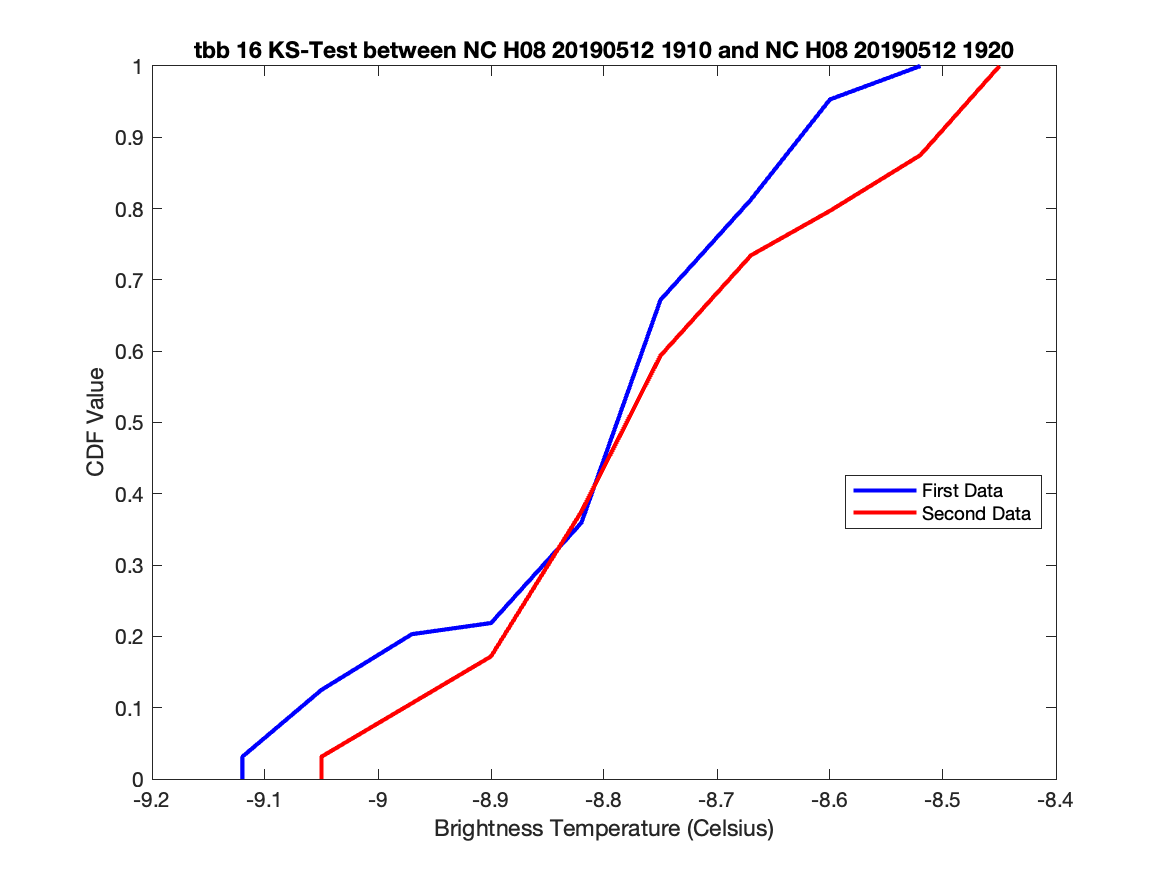 tbb 16 KS-Test between NC H08 20190512 1910 and NC H08 20190512 1920
1
0.9
0.8
0.7
0.6
0.5
0.4
0.3
0.2
0.1
0
CDF Value
First Data
Second Data
-9.2 -9.1 -9 -8.9 -8.8 -8.7 -8.6 -8.5 -8.4
Brightness Temperature (Celsius)